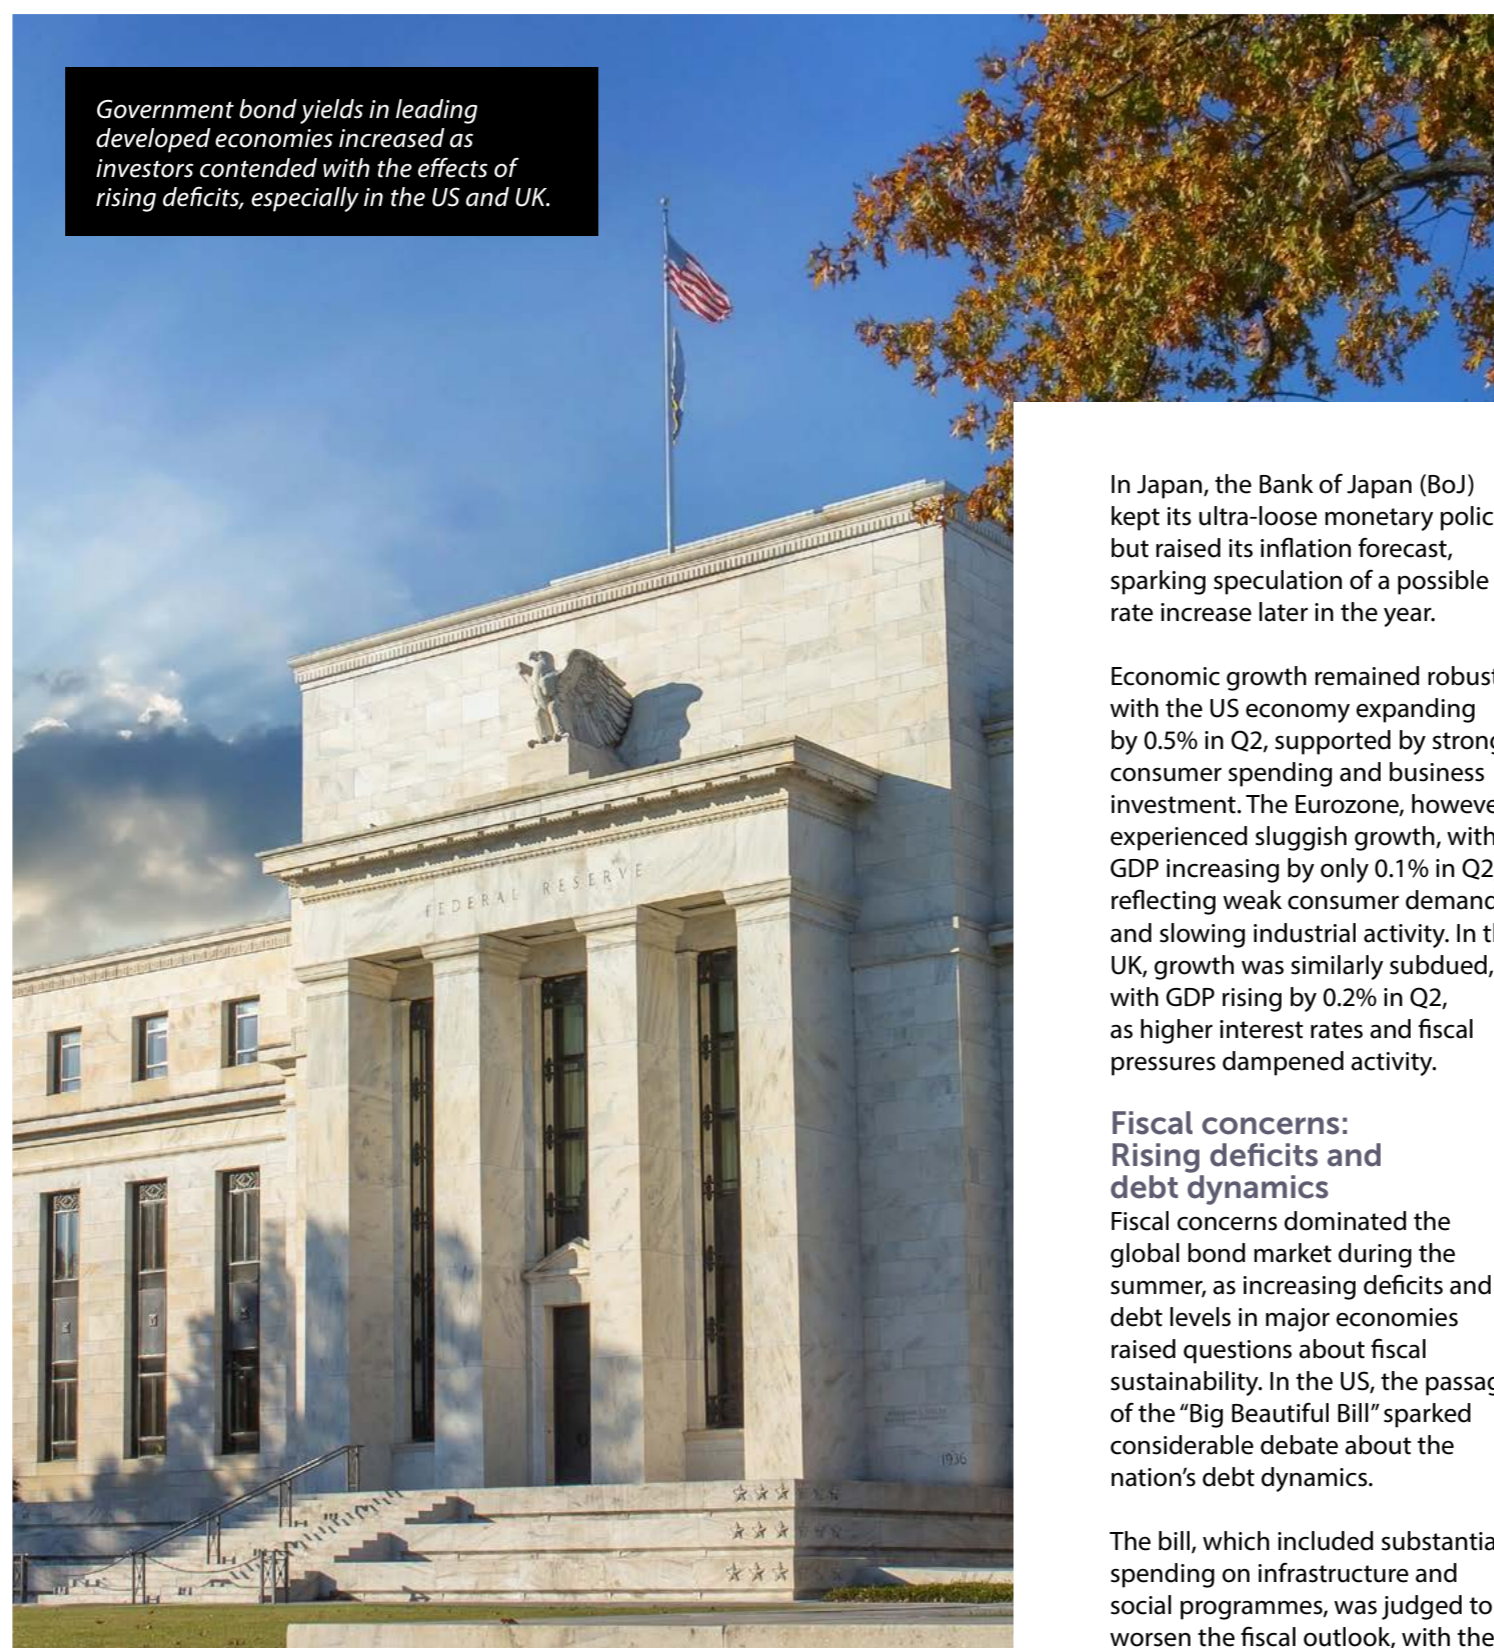 Government bond yields in leading
developed economies increased as
investors contended with the effects of
rising deficits, especially in the US and UK.
FEDERAL RESERVE
1936
In Japan, the Bank of Japan (BoJ)
kept its ultra-loose monetary polic
but raised its inflation forecast,
sparking speculation of a possible
rate increase later in the year.
Economic growth remained robust
with the US economy expanding
by 0.5% in Q2, supported by strong
consumer spending and business
investment. The Eurozone, howeve
experienced sluggish growth, with
GDP increasing by only 0.1% in Q2
reflecting weak consumer demand
and slowing industrial activity. In th
UK, growth was similarly subdued,
with GDP rising by 0.2% in Q2,
as higher interest rates and fiscal
pressures dampened activity.
Fiscal concerns:
Rising deficits and
debt dynamics
Fiscal concerns dominated the
global bond market during the
summer, as increasing deficits and
debt levels in major economies
raised questions about fiscal
sustainability. In the US, the passag
of the “Big Beautiful Bill” sparked
considerable debate about the
nation’s debt dynamics.
The bill, which included substantia
spending on infrastructure and
social programmes, was judged to
worsen the fiscal outlook, with the